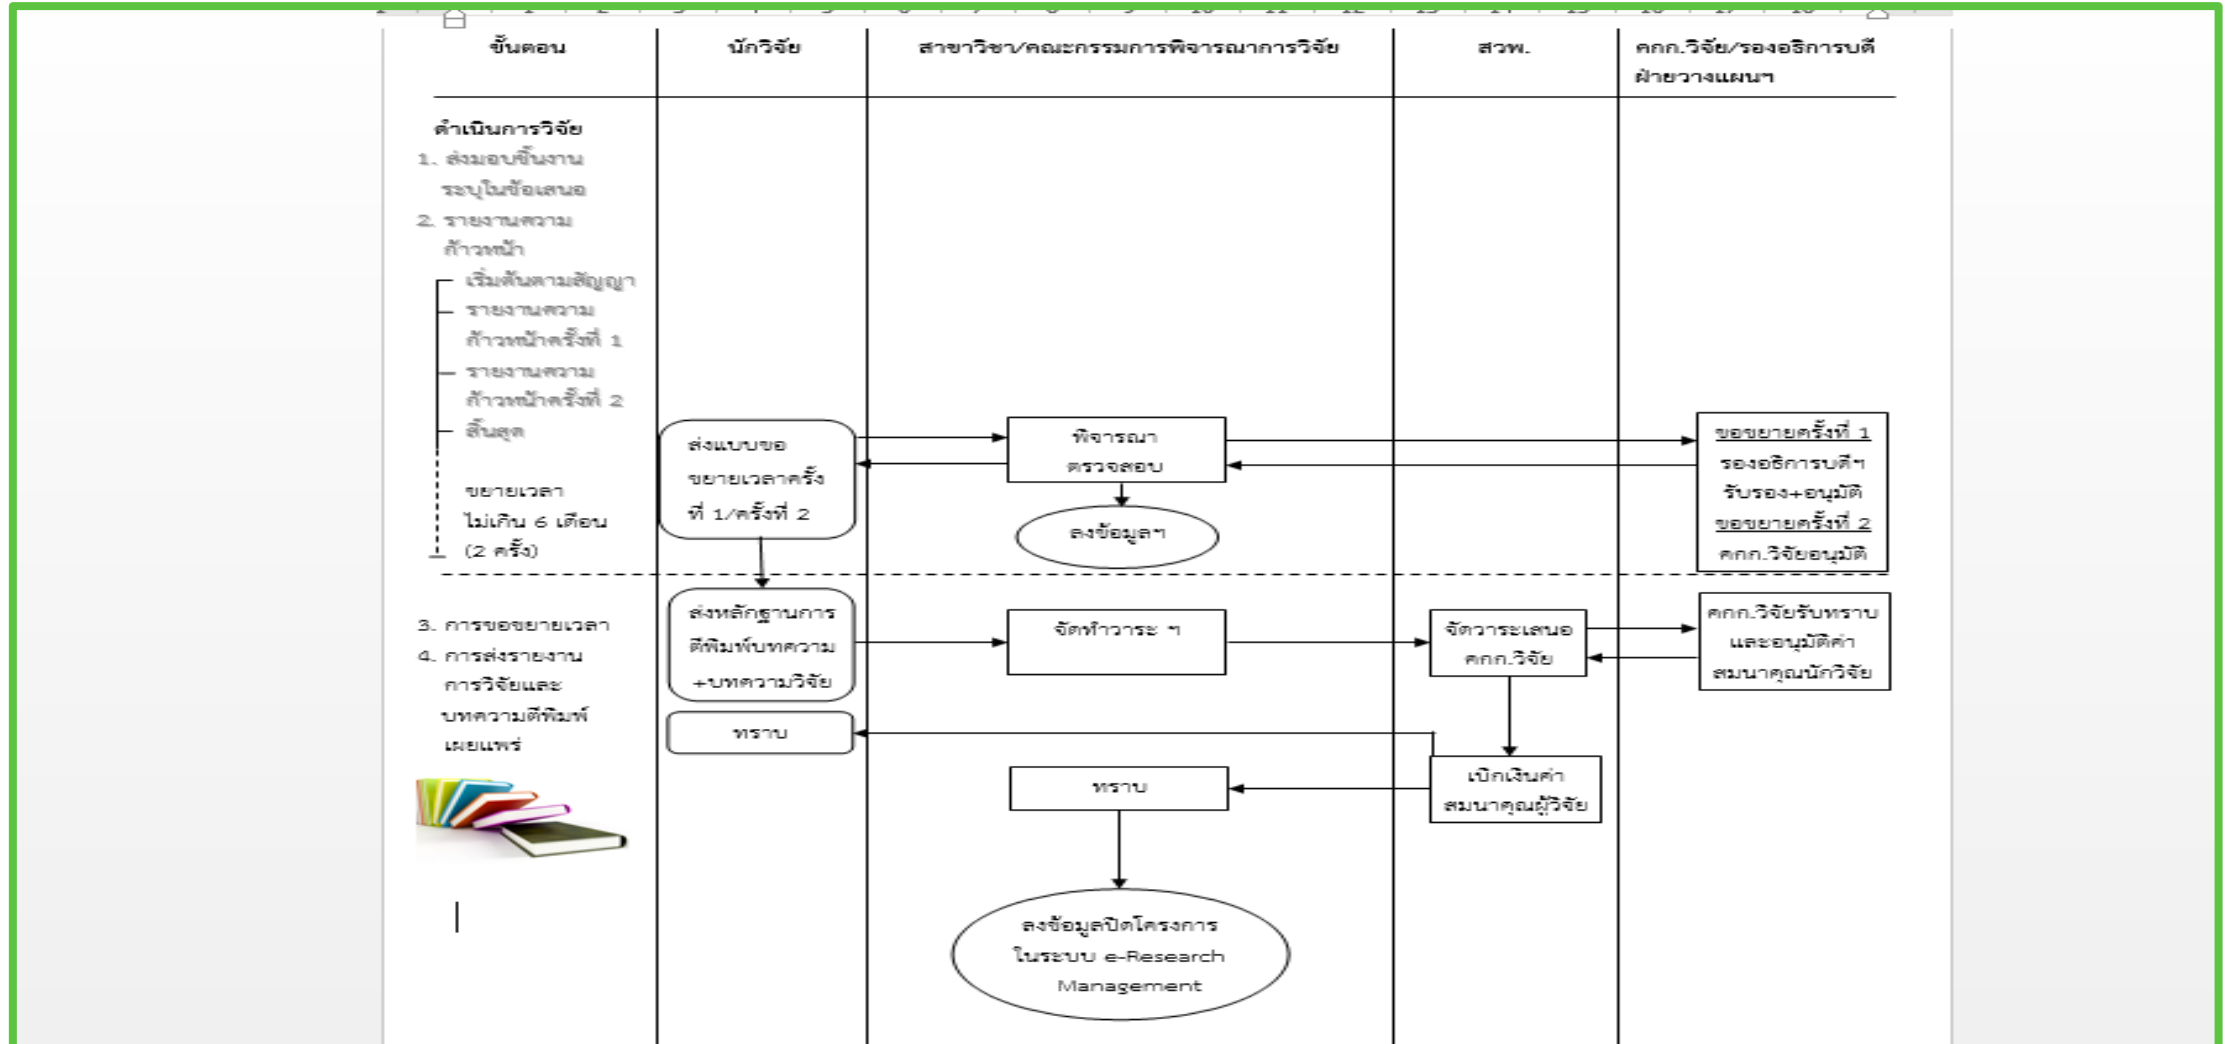 ขั้นตอน
นักวิจัย
สาขาวิชา/คณะกรรมการพิจารณาการวิจัย
สวพ.
คกก.วิจัย/รองอธิการบดี
ฝ่ายวางแผนฯ
ดำเนินการวิจัย
1. ส่งมอบชิ้นงาน
ระบุในข้อเสนอ
2. รายงานความ
ก้าวหน้า
เริ่มต้นตามสัญญา
รายงานความ
ก้าวหน้าครั้งที่ 1
รายงานความ
ก้าวหน้าครั้งที่ 2
สิ้นสุด
ขยายเวลา
ไม่เกิน 6 เดือน
(2 ครั้ง)
ส่งแบบขอ
ขยายเวลาครั้ง
ที่ 1/ครั้งที่ 2
พิจารณา
ตรวจสอบ
ลงข้อมูลฯ
ขอขยายครั้งที่ 1
รองอธิการบดีฯ
รับรอง+อนุมัติ
ขอขยายครั้งที่ 2
คกก.วิจัยอนุมัติ
3. การขอขยายเวลา
4. การส่งรายงาน
การวิจัยและ
บทความตีพิมพ์
เผยแพร่
ส่งหลักฐานการ
ตีพิมพ์บทความ
+บทความวิจัย
จัดทำวาระ ฯ
จัดวาระเสนอ
คกก.วิจัย
คกก.วิจัยรับทราบ
และอนุมัติค่า
สมนาคุณนักวิจัย
ทราบ
ทราบ
เบิกเงินค่า
สมนาคุณผู้วิจัย
ลงข้อมูลปิดโครงการ
ในระบบ e-Research
Management